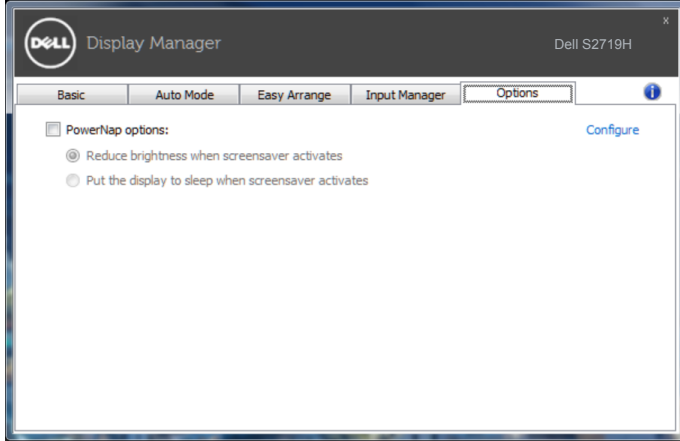 x
DELL Display Manager
Dell S2719H
Basic Auto Mode Easy Arrange Input Manager Options i
PowerNap options: Configure
Reduce brightness when screensaver activates
Put the display to sleep when screensaver activates